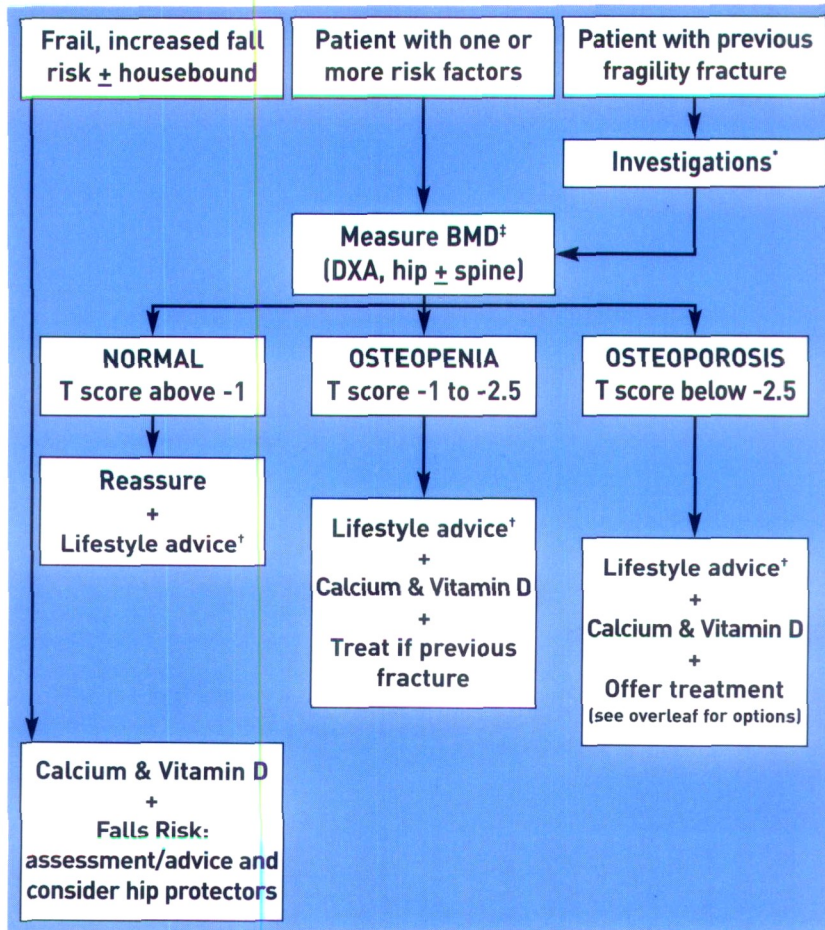 Frail, increased fall
risk ± housebound
Patient with one or
more risk factors
Patient with previous
fragility fracture
Investigations*
Measure BMD‡
(DXA, hip ± spine)
NORMAL
T score above -1
OSTEOPENIA
T score -1 to -2.5
OSTEOPOROSIS
T score below -2.5
Reassure
+
Lifestyle advice†
Lifestyle advice†
+
Calcium & Vitamin D
+
Treat if previous
fracture
Lifestyle advice†
+
Calcium & Vitamin D
+
Offer treatment
(see overleaf for options)
Calcium & Vitamin D
+
Falls Risk:
assessment/advice and
consider hip protectors